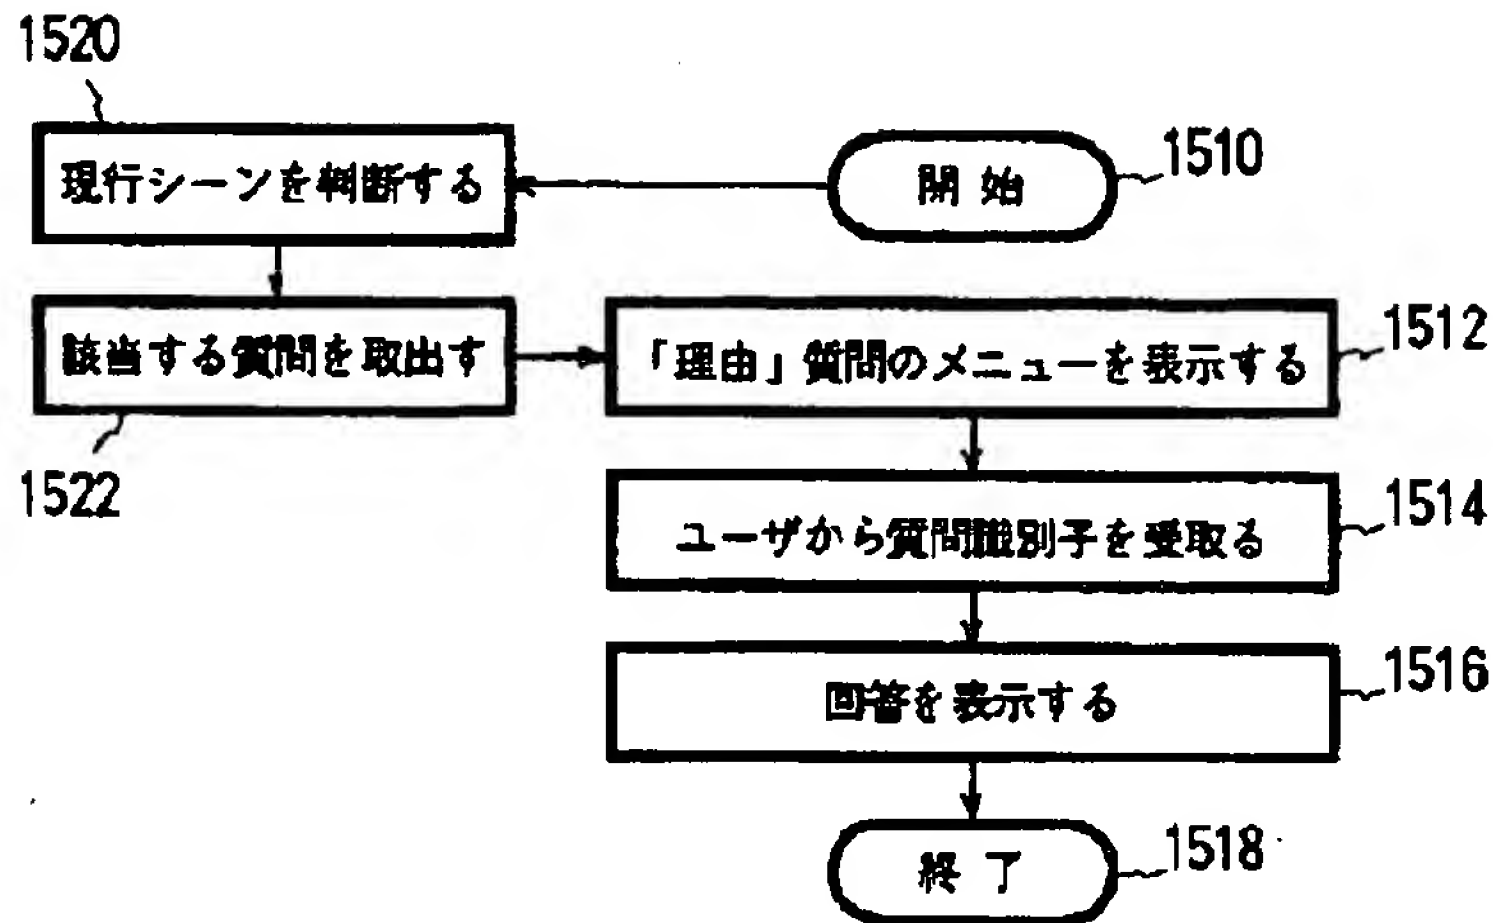 1520
現行シーンを判断する
開始
1510
該当する質問を取出す
1522
「理由」質問のメニューを表示する
1512
ユーザから質問識別子を受取る
1514
回答を表示する
1516
終了
1518